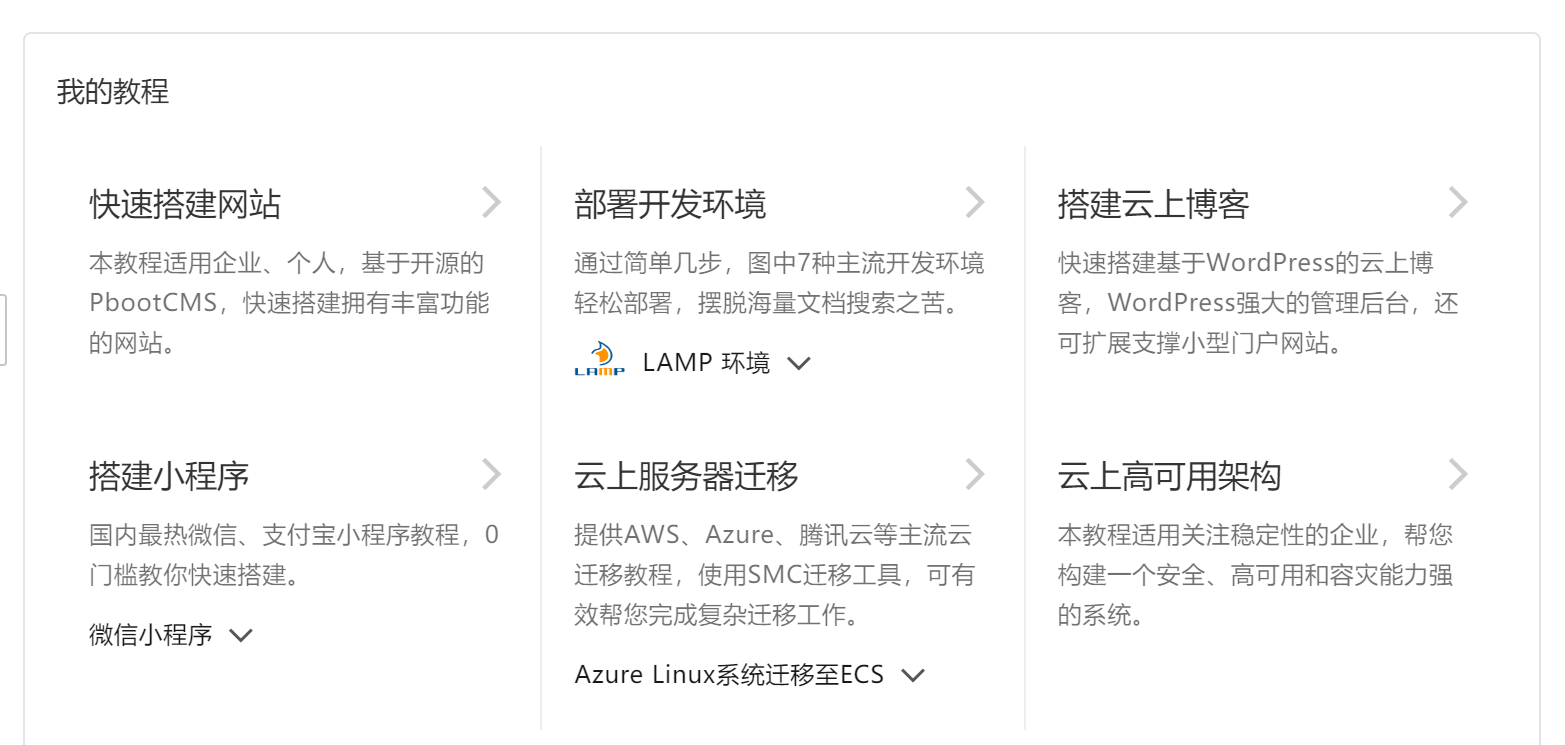 我的教程
快速搭建网站
本教程适用企业、个人，基于开源的
PbootCMS，快速搭建拥有丰富功能
的网站。
部署开发环境
通过简单几步，图中7种主流开发环境
轻松部署，摆脱海量文档搜索之苦。
LAMP LAMP 环境
搭建云上博客
快速搭建基于WordPress的云上博
客，WordPress强大的管理后台，还
可扩展支撑小型门户网站。
搭建小程序
国内最热微信、支付宝小程序教程，0
门槛教你快速搭建。
微信小程序
云上服务器迁移
提供AWS、Azure、腾讯云等主流云
迁移教程，使用SMC迁移工具，可有
效帮您完成复杂迁移工作。
Azure Linux系统迁移至ECS
云上高可用架构
本教程适用关注稳定性的企业，帮您
构建一个安全、高可用和容灾能力强
的系统。